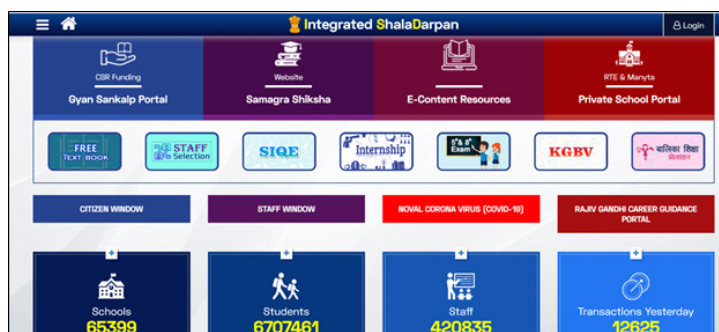 Integrated ShalaDarpan
Login
CSR Funding
Gyan Sankalp Portal
Website
Samagra Shiksha
E-Content Resources
RTE & Manyta
Private School Portal
FREE
TEXT BOOK
STAFF
Selection
SIQE
Internship
5th & 8th
Exam
KGBV
बालिका शिक्षा
प्रोत्साहन
CITIZEN WINDOW
STAFF WINDOW
NOVAL CORONA VIRUS (COVID-19)
RAJIV GANDHI CAREER GUIDANCE
PORTAL
Schools
65399
Students
6707461
Staff
420835
Transactions Yesterday
12625